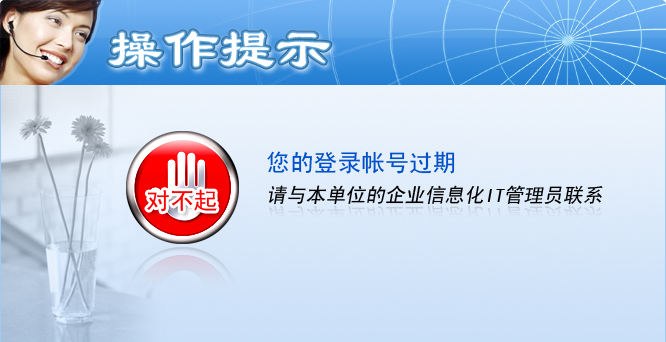 操作提示
您的登录帐号过期
对不起
请与本单位的企业信息化IT管理员联系